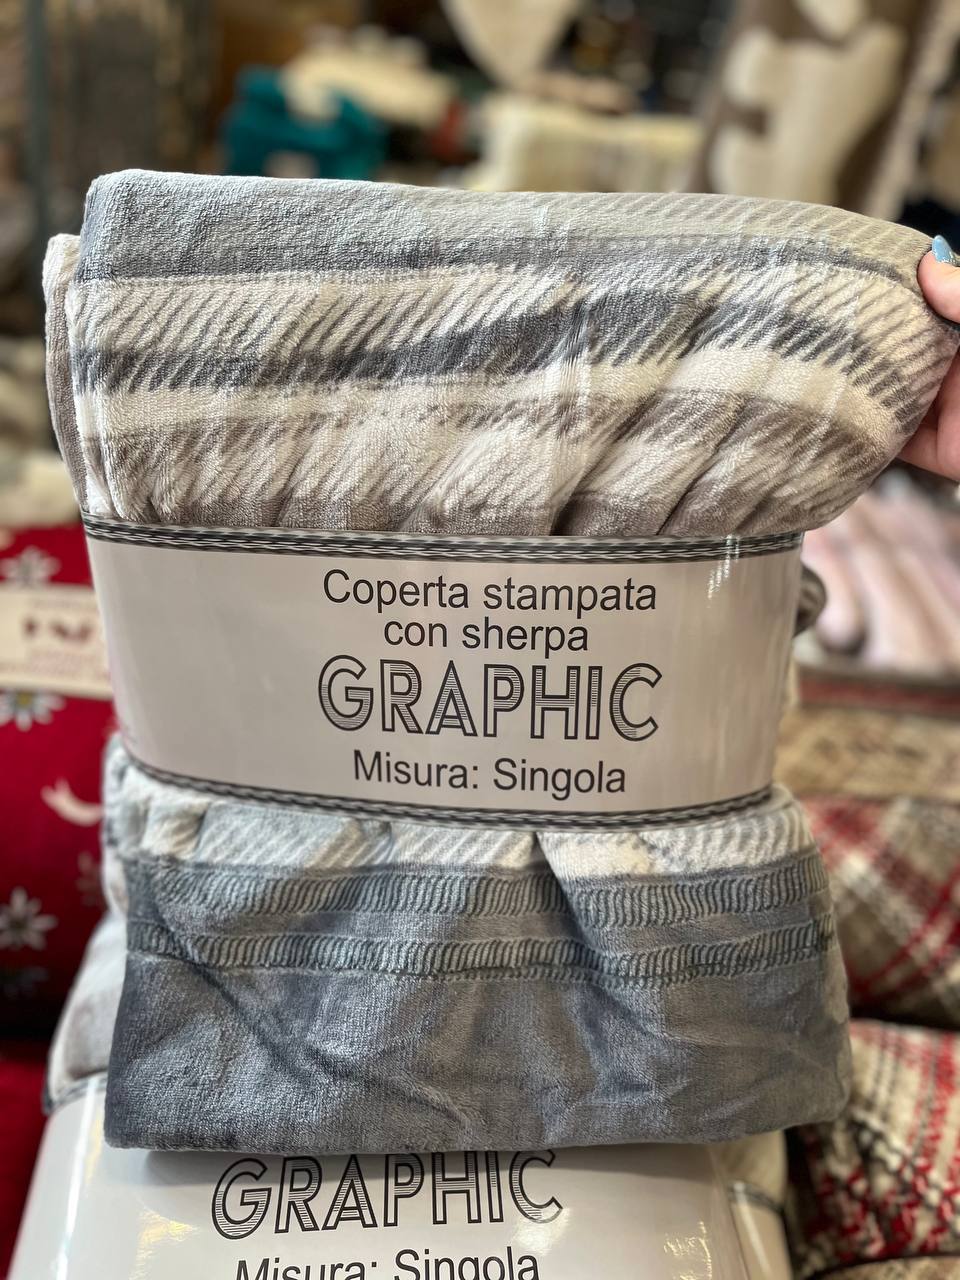 Coperta stampata
con sherpa
GRAPHIC
Misura: Singola
GRAPHIC
Misura: Singola